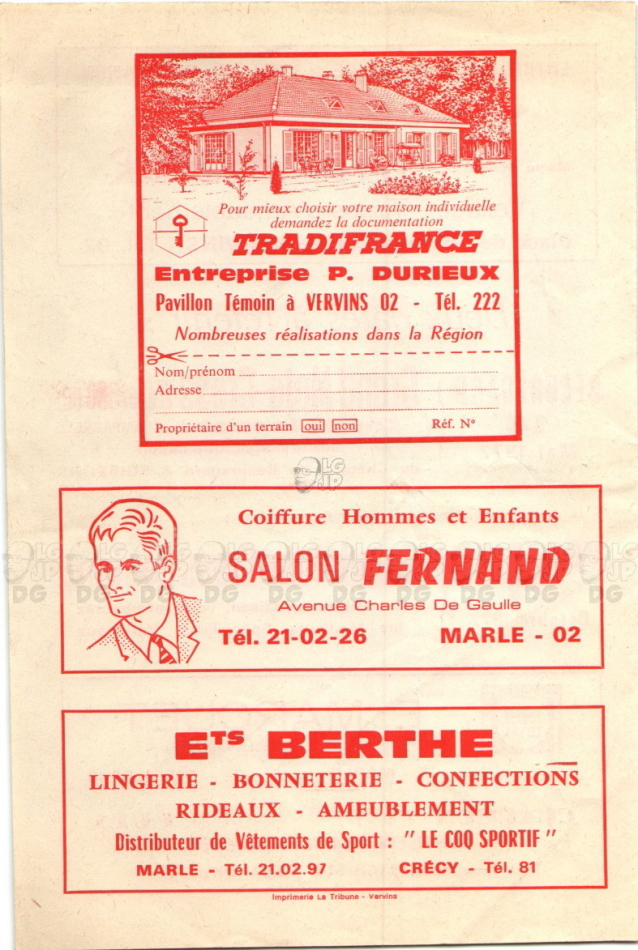 Pour mieux choisir votre maison individuelle
demandez la documentation
TRADIFRANCE
Entreprise P. DURIEUX
Pavillon Témoin à VERVINS 02 - Tél. 222
Nombreuses réalisations dans la Région
Nom/prénom
Adresse
Propriétaire d'un terrain oui non Réf. N°
LG
JP
DG
Coiffure Hommes et Enfants
SALON FERNAND
Avenue Charles De Gaulle
Tél. 21-02-26 MARLE - 02
Ets BERTHE
LINGERIE - BONNETERIE - CONFECTIONS
RIDEAUX - AMEUBLEMENT
Distributeur de Vêtements de Sport : " LE COQ SPORTIF "
MARLE - Tél. 21.02.97 CRÉCY - Tél. 81
Imprimerie La Tribune - Vervins